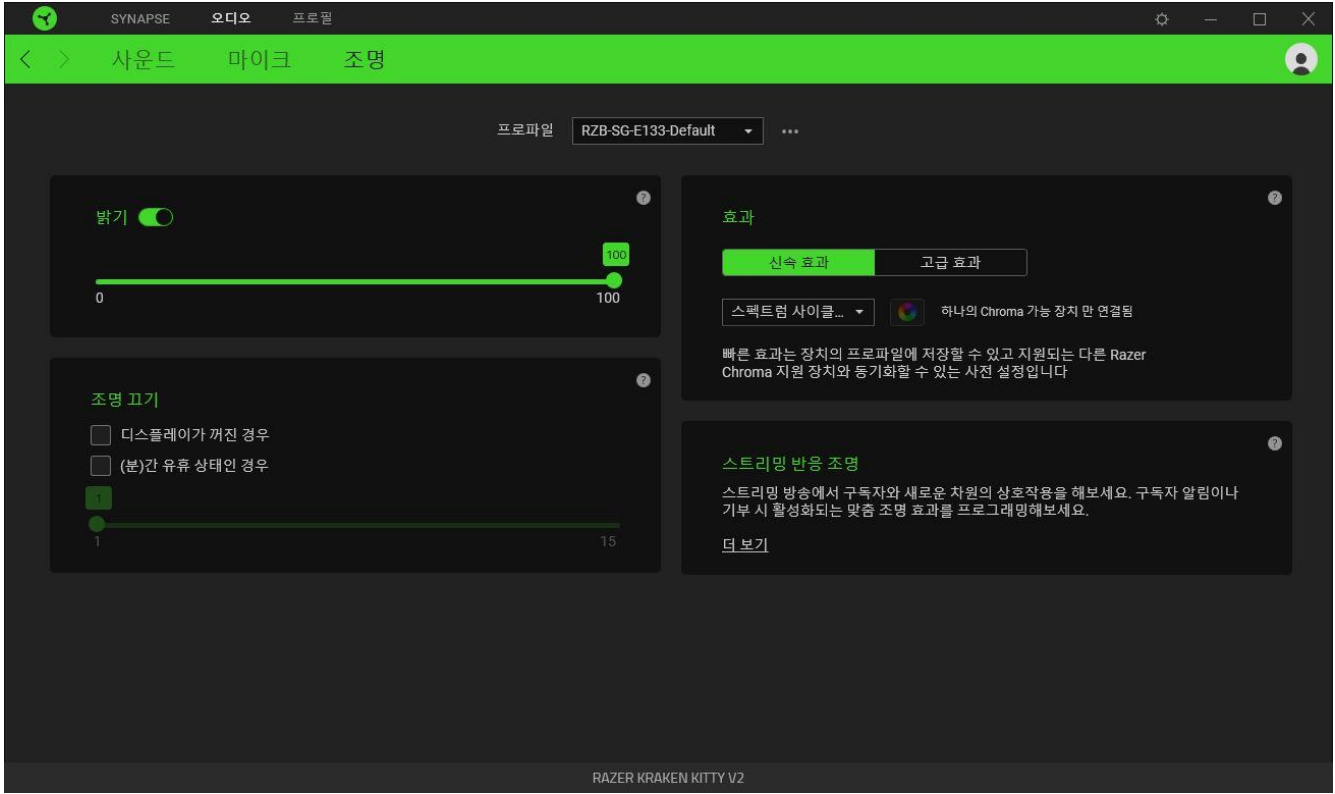 SYNAPSE 오디오 프로필
사운드 마이크 조명
프로파일 RZB-SG-E133-Default
밝기
100
0 100
조명 끄기
디스플레이가 꺼진 경우
(분)간 유휴 상태인 경우
1
1 15
효과
신속 효과 고급 효과
스펙트럼 사이클... 하나의 Chroma 가능 장치 만 연결됨
빠른 효과는 장치의 프로파일에 저장할 수 있고 지원되는 다른 Razer
Chroma 지원 장치와 동기화할 수 있는 사전 설정입니다
스트리밍 반응 조명
스트리밍 방송에서 구독자와 새로운 차원의 상호작용을 해보세요. 구독자 알림이나
기부 시 활성화되는 맞춤 조명 효과를 프로그래밍해보세요.
더 보기
RAZER KRAKEN KITTY V2